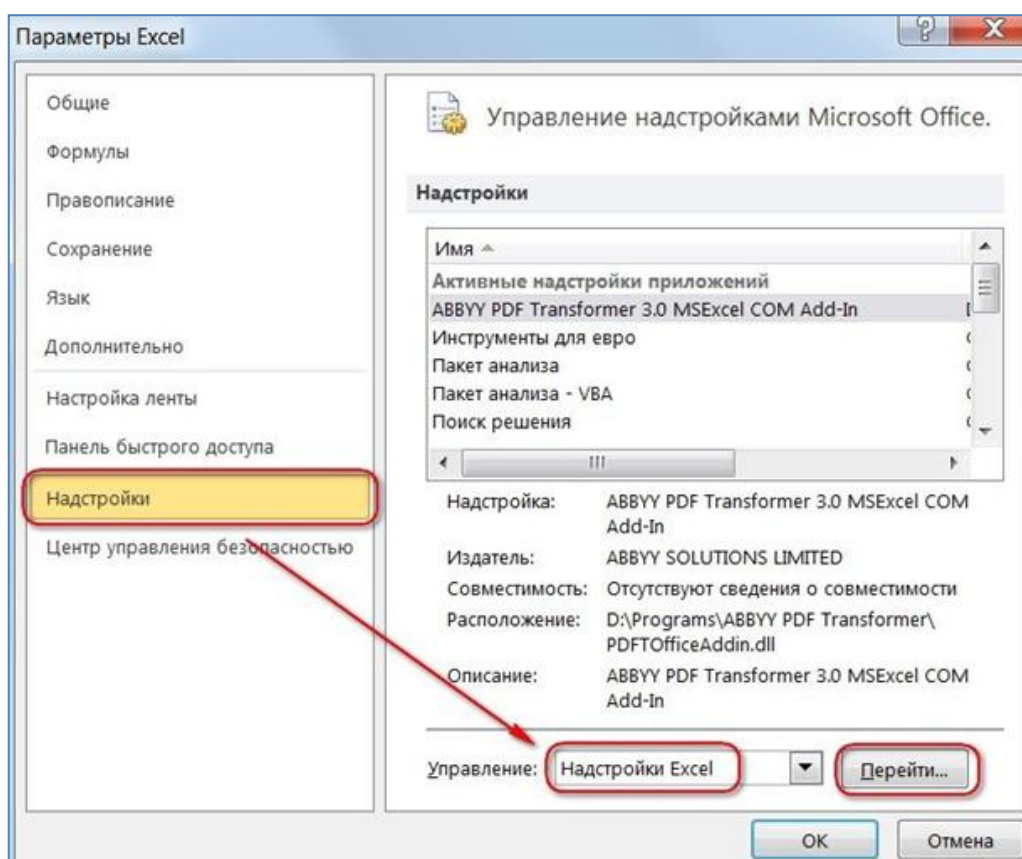 Параметры Excel
Общие
Формулы
Правописание
Сохранение
Язык
Дополнительно
Настройка ленты
Панель быстрого доступа
Надстройки
Центр управления безопасностью
Управление надстройками Microsoft Office.
Надстройки
Имя
Активные надстройки приложений
ABBYY PDF Transformer 3.0 MSExcel COM Add-In
Инструменты для евро
Пакет анализа
Пакет анализа - VBA
Поиск решения
Надстройка: ABBYY PDF Transformer 3.0 MSExcel COM
Add-In
Издатель: ABBYY SOLUTIONS LIMITED
Совместимость: Отсутствуют сведения о совместимости
Расположение: D:\Programs\ABBYY PDF Transformer\
PDFTOfficeAddin.dll
Описание: ABBYY PDF Transformer 3.0 MSExcel COM
Add-In
Управление: Надстройки Excel Перейти...
ОК Отмена